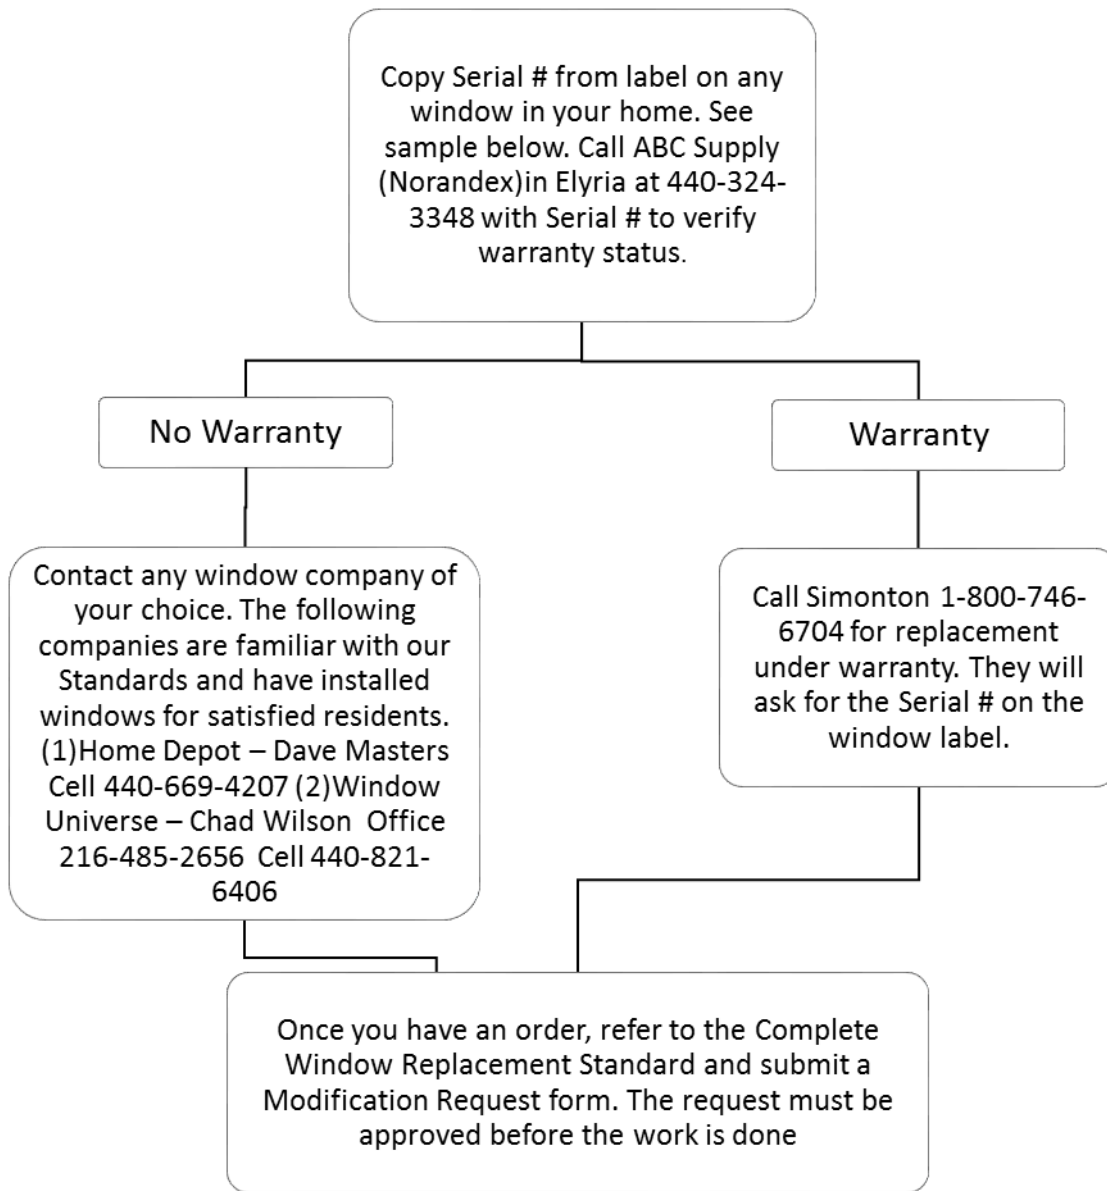 Copy Serial # from label on any
window in your home. See
sample below. Call ABC Supply
(Norandex)in Elyria at 440-324-
3348 with Serial # to verify
warranty status.
No Warranty
Warranty
Contact any window company of
your choice. The following
companies are familiar with our
Standards and have installed
windows for satisfied residents.
(1)Home Depot – Dave Masters
Cell 440-669-4207 (2)Window
Universe – Chad Wilson  Office
216-485-2656  Cell 440-821-
6406
Call Simonton 1-800-746-
6704 for replacement
under warranty. They will
ask for the Serial # on the
window label.
Once you have an order, refer to the Complete
Window Replacement Standard and submit a
Modification Request form. The request must be
approved before the work is done